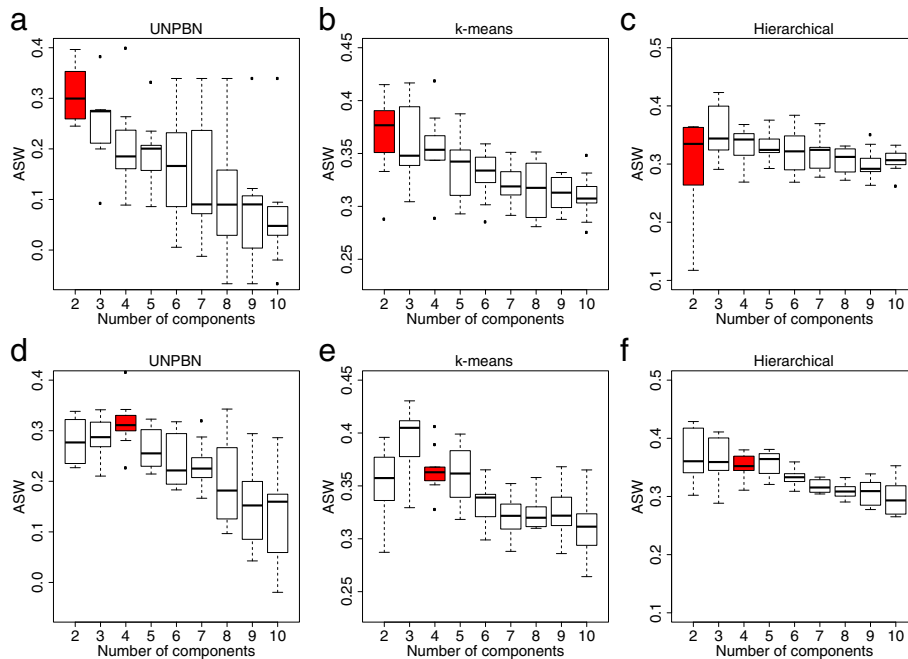 a UNPBN
ASW
0.0 0.1 0.2 0.3 0.4
2 3 4 5 6 7 8 9 10
Number of components
b k-means
ASW
0.25 0.3 0.35 0.4 0.45
2 3 4 5 6 7 8 9 10
Number of components
c Hierarchical
ASW
0.1 0.2 0.3 0.4 0.5
2 3 4 5 6 7 8 9 10
Number of components
d UNPBN
ASW
0.0 0.1 0.2 0.3 0.4
2 3 4 5 6 7 8 9 10
Number of components
e k-means
ASW
0.25 0.3 0.35 0.4 0.45
2 3 4 5 6 7 8 9 10
Number of components
f Hierarchical
ASW
0.1 0.2 0.3 0.4 0.5
2 3 4 5 6 7 8 9 10
Number of components